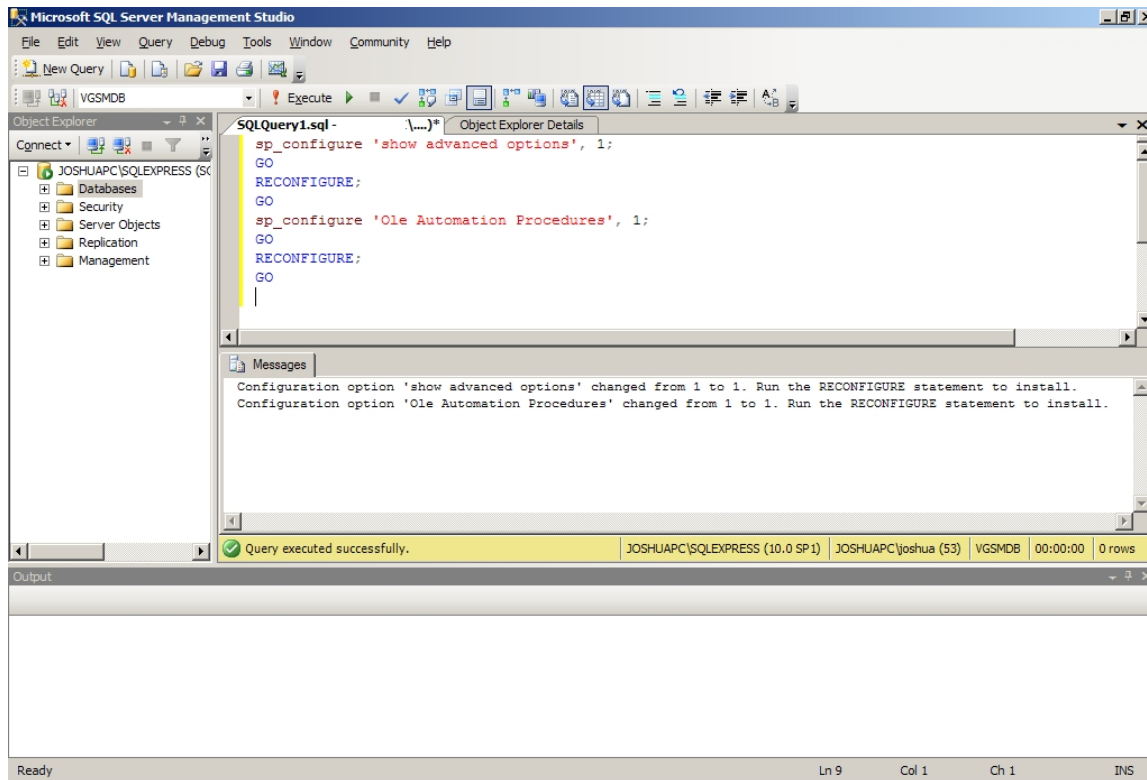 Microsoft SQL Server Management Studio
File Edit View Query Debug Tools Window Community Help
New Query
VGSMDB Execute
Object Explorer
Connect
JOSHUAPC\SQLEXPRESS (SC
Databases
Security
Server Objects
Replication
Management
SQLQuery1.sql - :\....)* Object Explorer Details
sp_configure 'show advanced options', 1;
GO
RECONFIGURE;
GO
sp_configure 'Ole Automation Procedures', 1;
GO
RECONFIGURE;
GO
Messages
Configuration option 'show advanced options' changed from 1 to 1. Run the RECONFIGURE statement to install.
Configuration option 'Ole Automation Procedures' changed from 1 to 1. Run the RECONFIGURE statement to install.
Query executed successfully. JOSHUAPC\SQLEXPRESS (10.0 SP1) JOSHUAPC\joshua (53) VGSMDB 00:00:00 0 rows
Output
Ready Ln 9 Col 1 Ch 1 INS